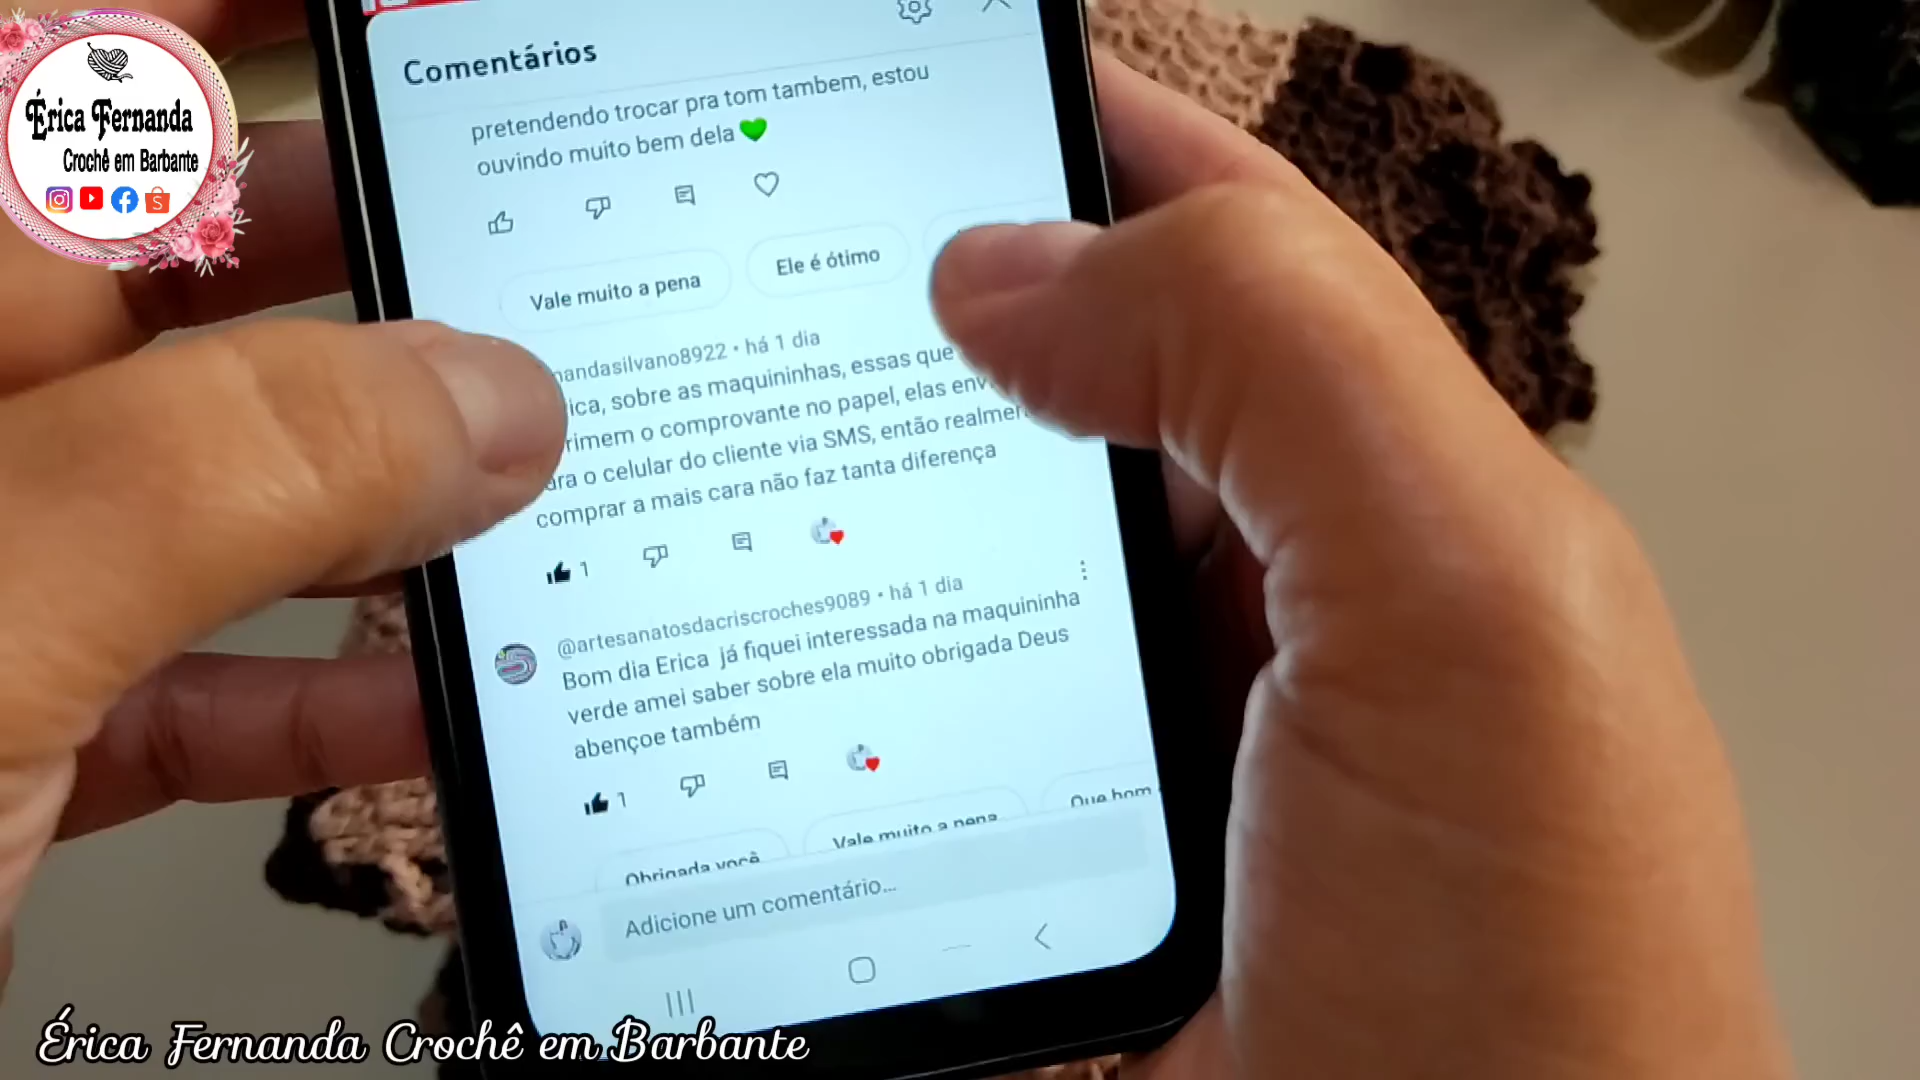 Érica Fernanda
Crochê em Barbante
Comentários
pretendendo trocar pra tom tambem, estou
ouvindo muito bem dela
Vale muito a pena
Ele é ótimo
andasilvano8922 • há 1 dia
ica, sobre as maquininhas, essas que
rimem o comprovante no papel, elas env
ara o celular do cliente via SMS, então realmen
comprar a mais cara não faz tanta diferença
1
@artesanatosdacriscroches9089 • há 1 dia
Bom dia Erica já fiquei interessada na maquininha
verde amei saber sobre ela muito obrigada Deus
abençoe também
1
Obrigada você
Vale muito a pena
Que bom
Adicione um comentário...
Érica Fernanda Crochê em Barbante